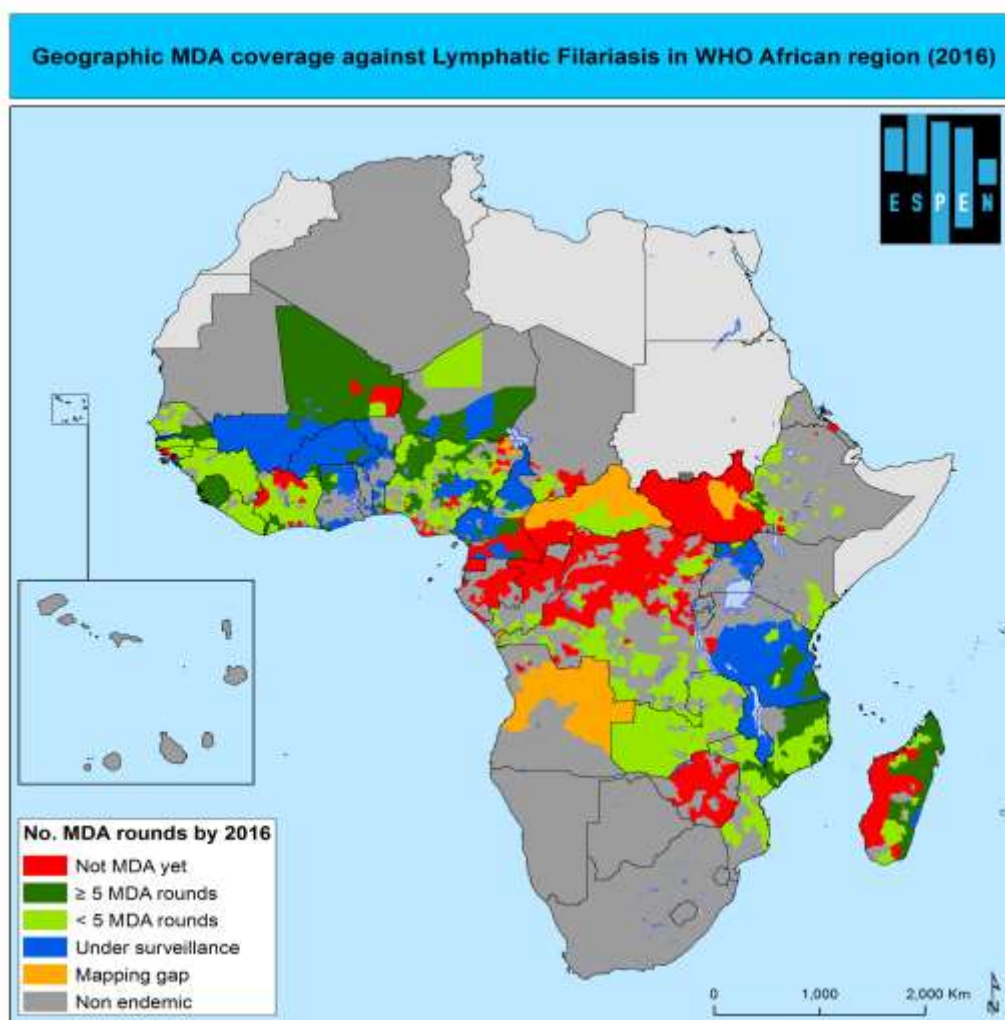 Geographic MDA coverage against Lymphatic Filariasis in WHO African region (2016)
E S P E N
No. MDA rounds by 2016
Not MDA yet
≥ 5 MDA rounds
< 5 MDA rounds
Under surveillance
Mapping gap
Non endemic
0 1,000 2,000 Km
N